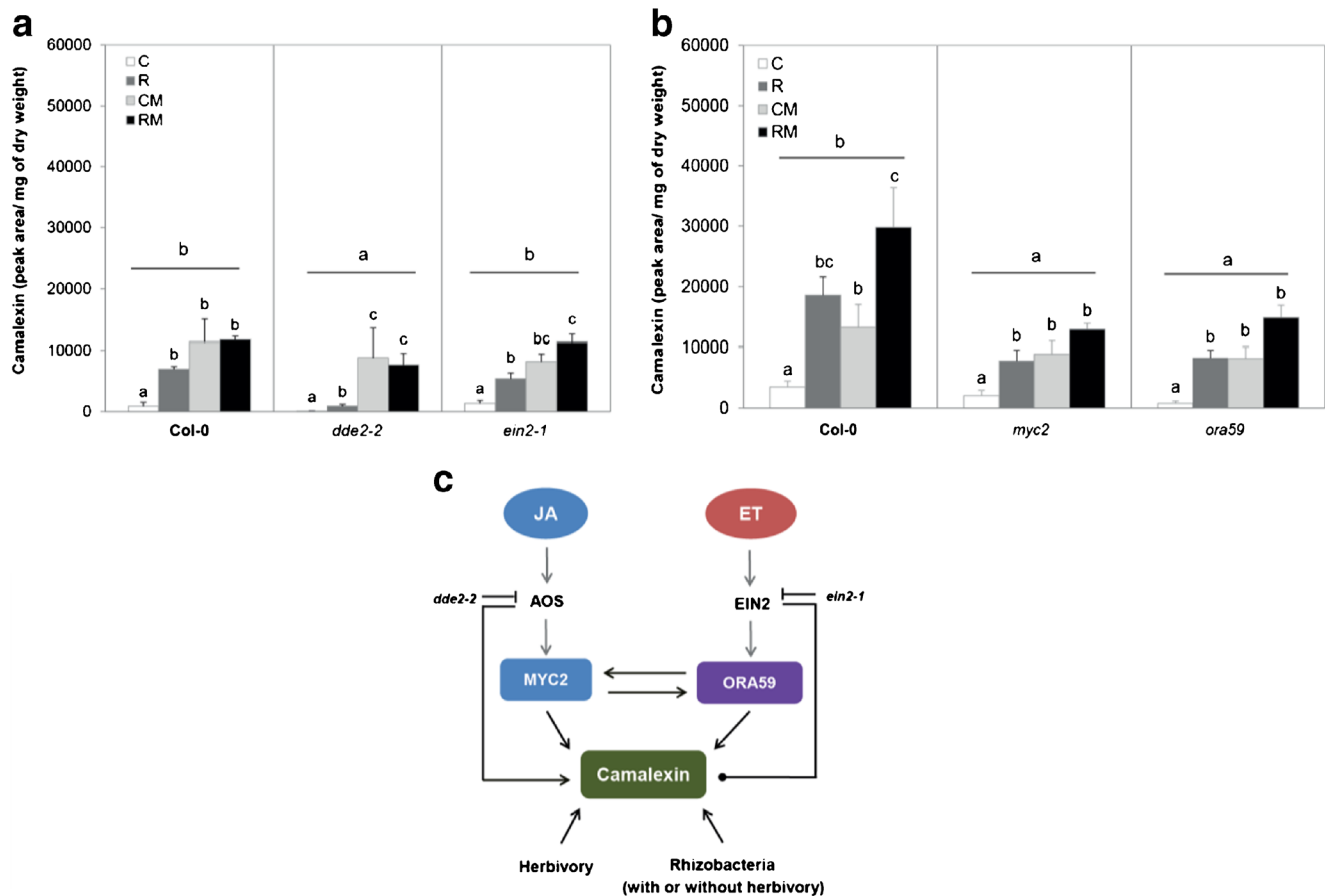 a
Camalexin (peak area/ mg of dry weight)
60000
50000
40000
30000
20000
10000
0
C
R
CM
RM
b
a
b
a
b
b
b
a
b
c
c
a
b
bc
c
Col-0
dde2-2
ein2-1
b
Camalexin (peak area/ mg of dry weight)
60000
50000
40000
30000
20000
10000
0
C
R
CM
RM
b
a
a
a
bc
b
c
a
b
b
b
a
b
b
b
Col-0
myc2
ora59
c
JA
ET
dde2-2
AOS
EIN2
ein2-1
MYC2
ORA59
Camalexin
Herbivory
Rhizobacteria
(with or without herbivory)